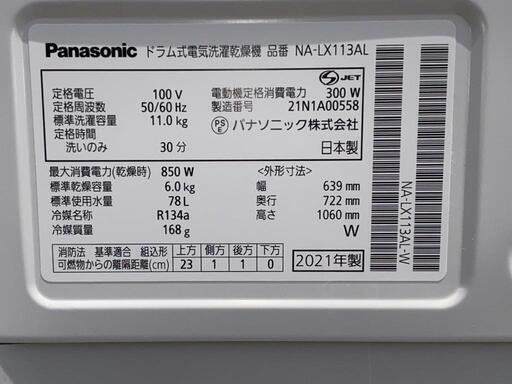 Panasonic ドラム式電気洗濯乾燥機 品番 NA-LX113AL
定格電圧 100 V
定格周波数 50/60 Hz
標準洗濯容量 11.0 kg
定格時間
洗いのみ 30 分
JET
電動機定格消費電力 300 W
製造番号 21N1A00558
PS E パナソニック株式会社
日本製
最大消費電力(乾燥時) 850 W
標準乾燥容量 6.0 kg
標準使用水量 78 L
冷媒名称 R134a
冷媒質量 168 g
<外形寸法>
幅 639 mm
奥行 722 mm
高さ 1060 mm
W
消防法 基準適合 組込形 上方 側方 後方 下方
可燃物からの離隔距離(cm) 23 1 1 0
2021年製
NA-LX113AL-W